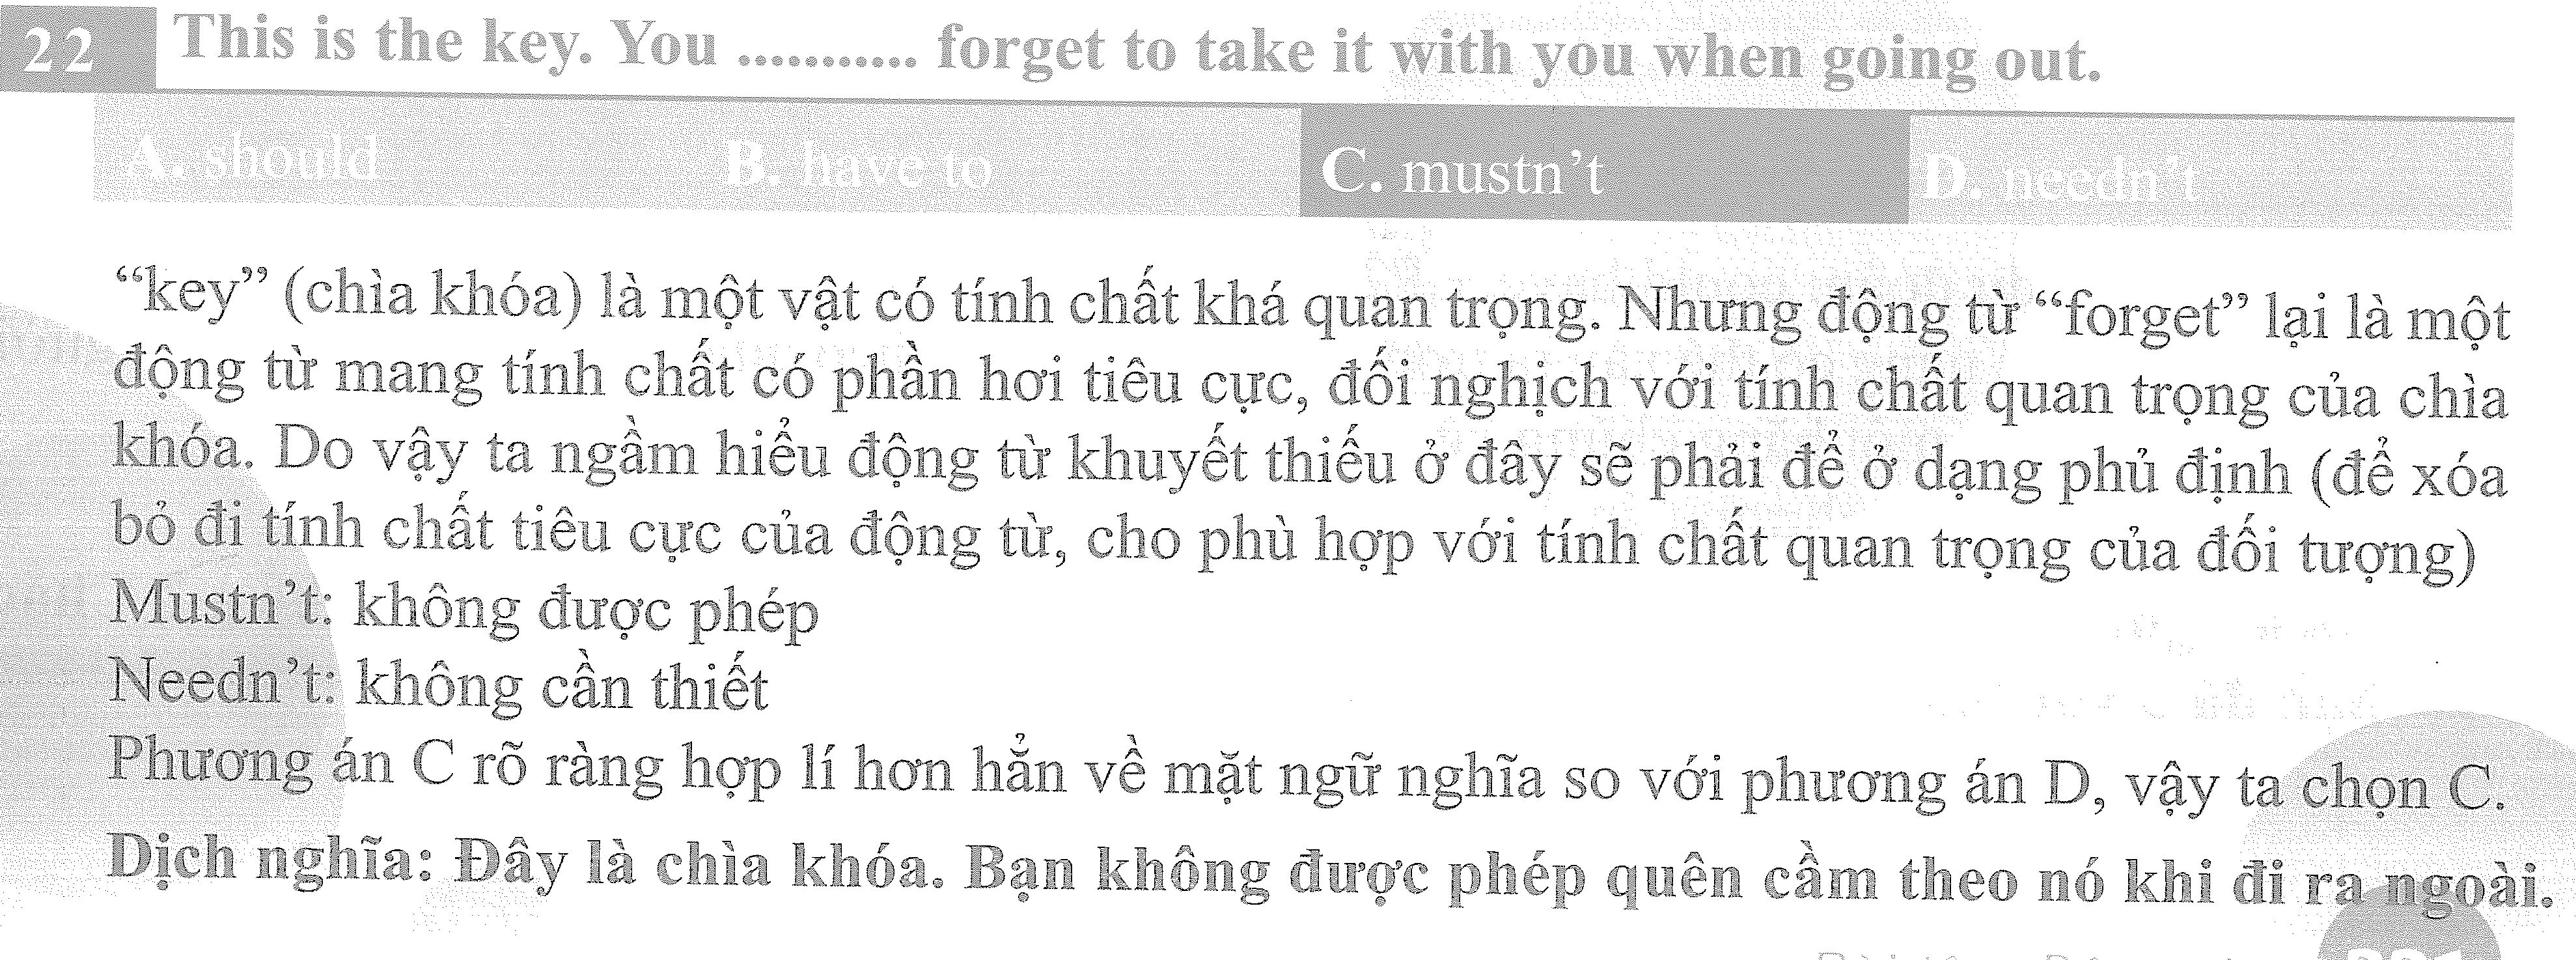 22 This is the key. You ........... forget to take it with you when going out.
A. should B. have to C. mustn’t D. needn’t
“key” (chìa khóa) là một vật có tính chất khá quan trọng. Nhưng động từ “forget” lại là một
động từ mang tính chất có phần hơi tiêu cực, đối nghịch với tính chất quan trọng của chìa
khóa. Do vậy ta ngầm hiểu động từ khuyết thiếu ở đây sẽ phải để ở dạng phủ định (để xóa
bỏ đi tính chất tiêu cực của động từ, cho phù hợp với tính chất quan trọng của đối tượng)
Mustn’t: không được phép
Needn’t: không cần thiết
Phương án C rõ ràng hợp lí hơn hẳn về mặt ngữ nghĩa so với phương án D, vậy ta chọn C.
Dịch nghĩa: Đây là chìa khóa. Bạn không được phép quên cầm theo nó khi đi ra ngoài.